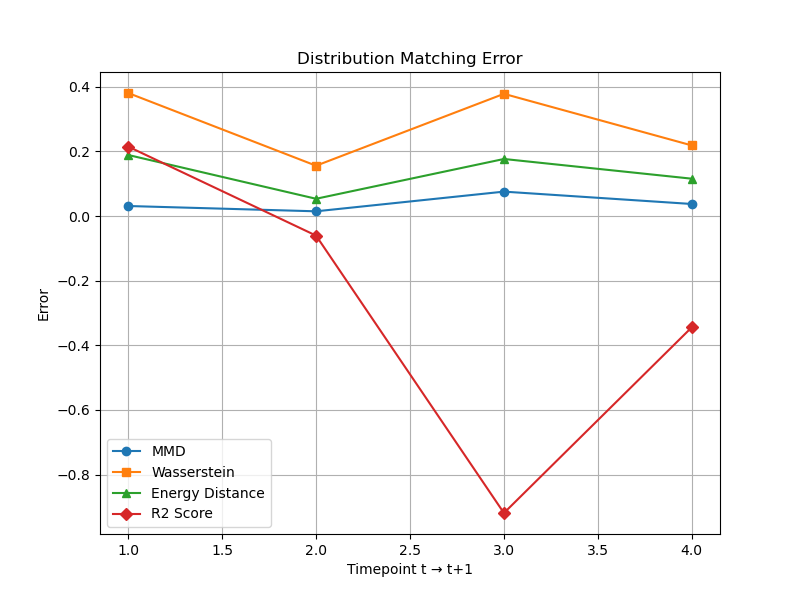 Distribution Matching Error
Error
0.4
0.2
0.0
−0.2
−0.4
−0.6
−0.8
MMD
Wasserstein
Energy Distance
R2 Score
1.0 1.5 2.0 2.5 3.0 3.5 4.0
Timepoint t → t+1